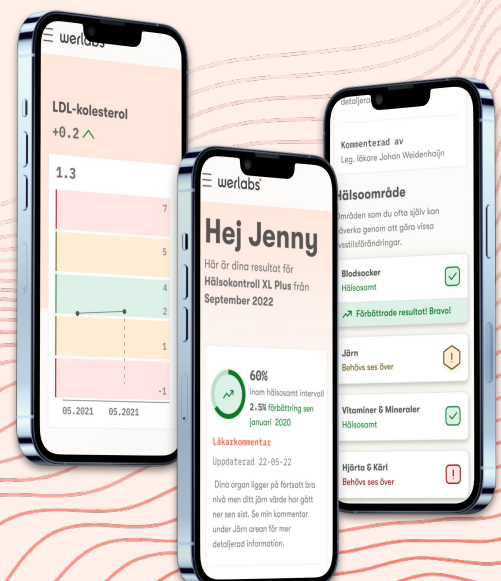 werlabs
LDL-kolesterol
+0.2
1.3
7
5
4
2
1
-1
05.2021 05.2021
werlabs
Hej Jenny
Här är dina resultat för
Hälsokontroll XL Plus från
September 2022
60%
inom hälsosamt intervall
2.5% förbättring sen
januari 2020
Läkarkommentar
Uppdaterad 22-05-22
Dina organ ligger på fortsatt bra
nivå men ditt järn värde har gått
ner sen sist. Se min kommentar
under Järn arean för mer
detaljerad information.
detaljera
Kommenterad av
Leg. läkare Johan Weidenhaijn
Hälsoområde
Områden som du ofta själv kan
åverka genom att göra vissa
vsstilsförändringar.
Blodsocker
Hälsosamt
Förbättrade resultat! Bravo!
Järn
Behövs ses över
Vitaminer & Mineraler
Hälsosamt
Hjärta & Kärl
Behövs ses över